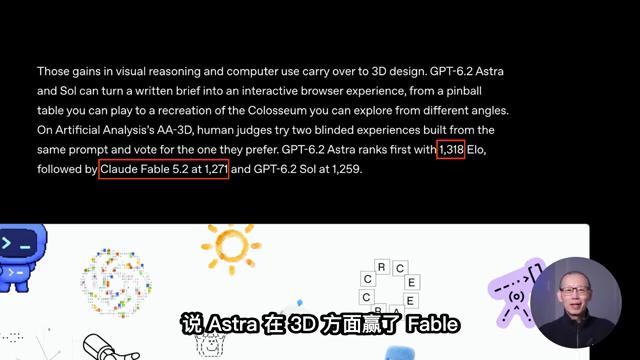 Those gains in visual reasoning and computer use carry over to 3D design. GPT-6.2 Astra
and Sol can turn a written brief into an interactive browser experience, from a pinball
table you can play to a recreation of the Colosseum you can explore from different angles.
On Artificial Analysis's AA-3D, human judges try two blinded experiences built from the
same prompt and vote for the one they prefer. GPT-6.2 Astra ranks first with 1,318 Elo,
followed by Claude Fable 5.2 at 1,271 and GPT-6.2 Sol at 1,259.
R C
C E
C E
C R A
说 Astra 在 3D 方面赢了 Fable